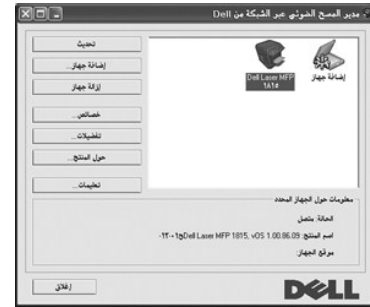 مدير المسح الضوئي عبر الشبكة من Dell
تحديث
إضافة جهاز...
إزالة جهاز
خصائص...
تفضيلات...
حول المنتج...
تعليمات...
إضافة جهاز
Dell Laser MFP
١٨١٥
معلومات حول الجهاز المحدد
الحالة: متصل
اسم المنتج: Dell Laser MFP 1815, vOS 1.00.86.09
موقع الجهاز:
إغلاق
DELL